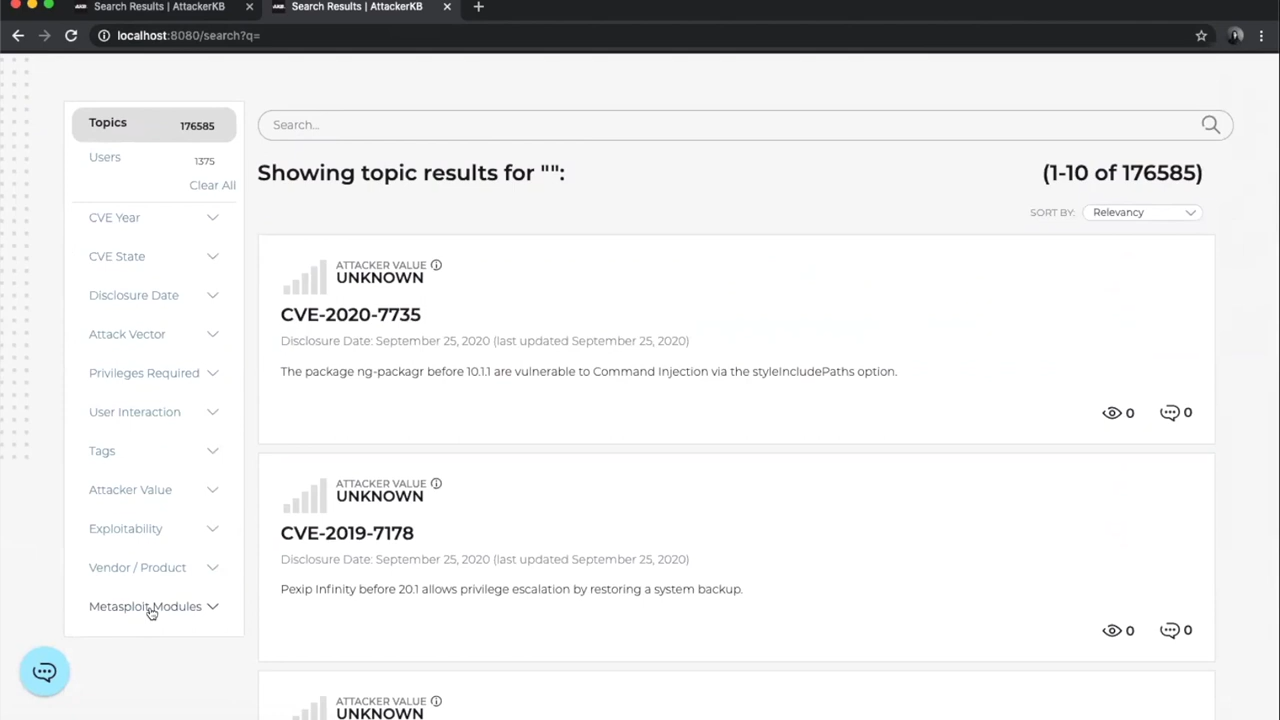 Search Results | AttackerKB
Search Results | AttackerKB
localhost:8080/search?q=
Topics 176585
Users 1375
Clear All
CVE Year
CVE State
Disclosure Date
Attack Vector
Privileges Required
User Interaction
Tags
Attacker Value
Exploitability
Vendor / Product
Metasploit Modules
Search...
Showing topic results for "": (1-10 of 176585)
SORT BY: Relevancy
ATTACKER VALUE
UNKNOWN
CVE-2020-7735
Disclosure Date: September 25, 2020 (last updated September 25, 2020)
The package ng-packagr before 10.1.1 are vulnerable to Command Injection via the styleIncludePaths option.
0 0
ATTACKER VALUE
UNKNOWN
CVE-2019-7178
Disclosure Date: September 25, 2020 (last updated September 25, 2020)
Pexip Infinity before 20.1 allows privilege escalation by restoring a system backup.
0 0
ATTACKER VALUE
UNKNOWN